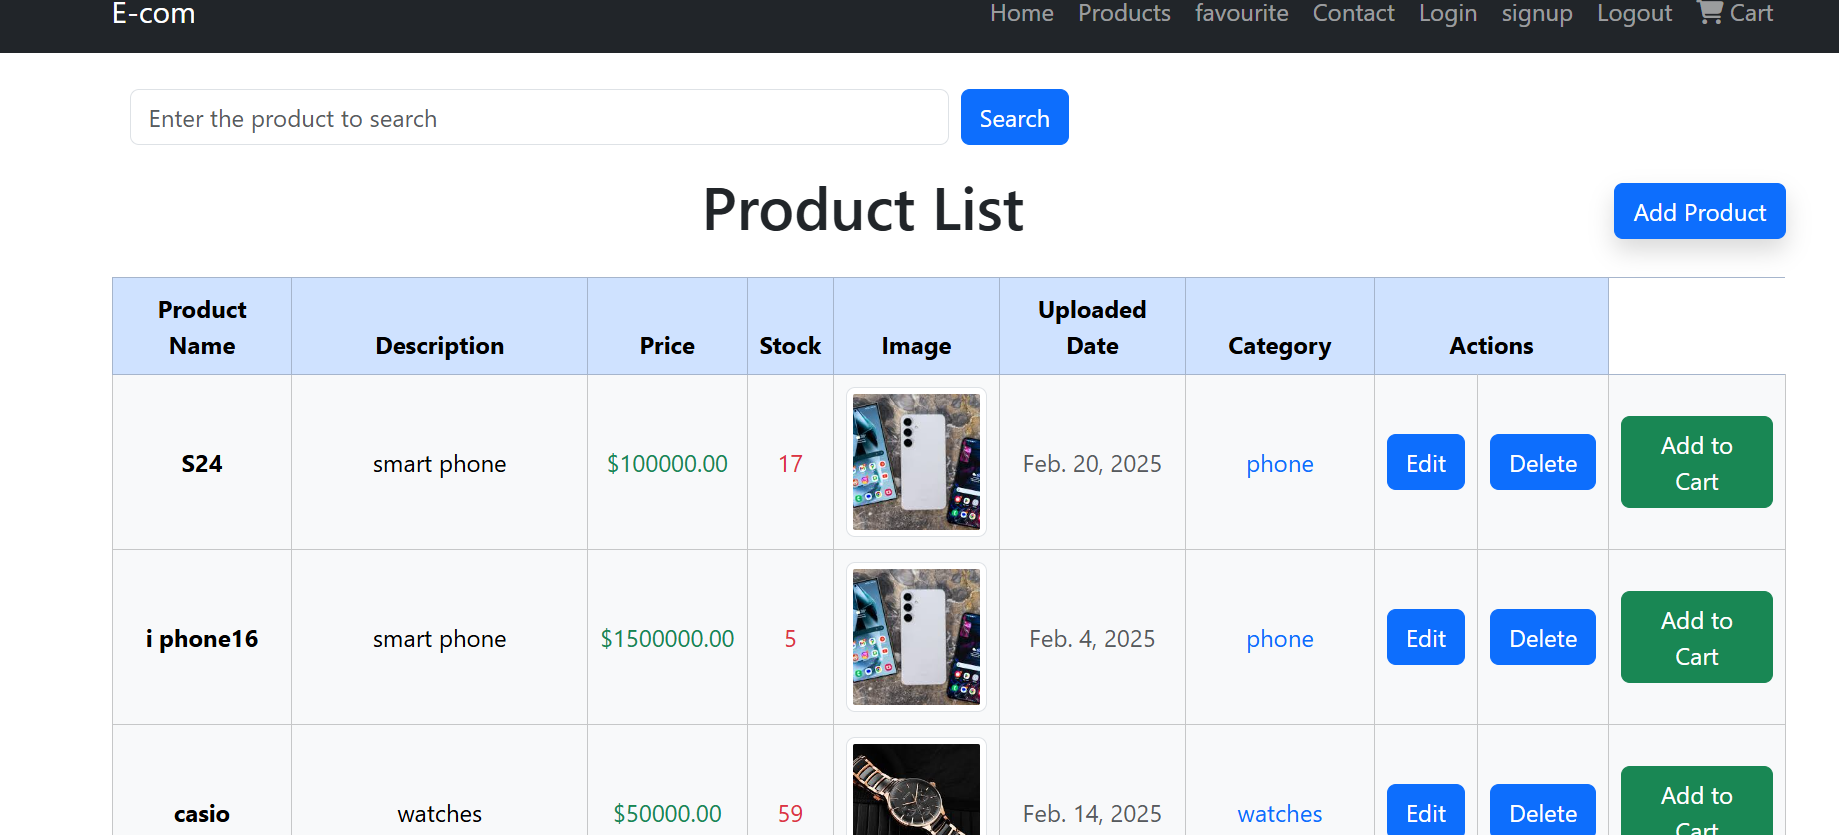 E-com
Home Products favourite Contact Login signup Logout Cart
Enter the product to search Search
Product List
Add Product
Product Name Description Price Stock Image Uploaded Date Category Actions
S24 smart phone $100000.00 17 Feb. 20, 2025 phone Edit Delete Add to Cart
i phone16 smart phone $1500000.00 5 Feb. 4, 2025 phone Edit Delete Add to Cart
casio watches $50000.00 59 Feb. 14, 2025 watches Edit Delete Add to Cart